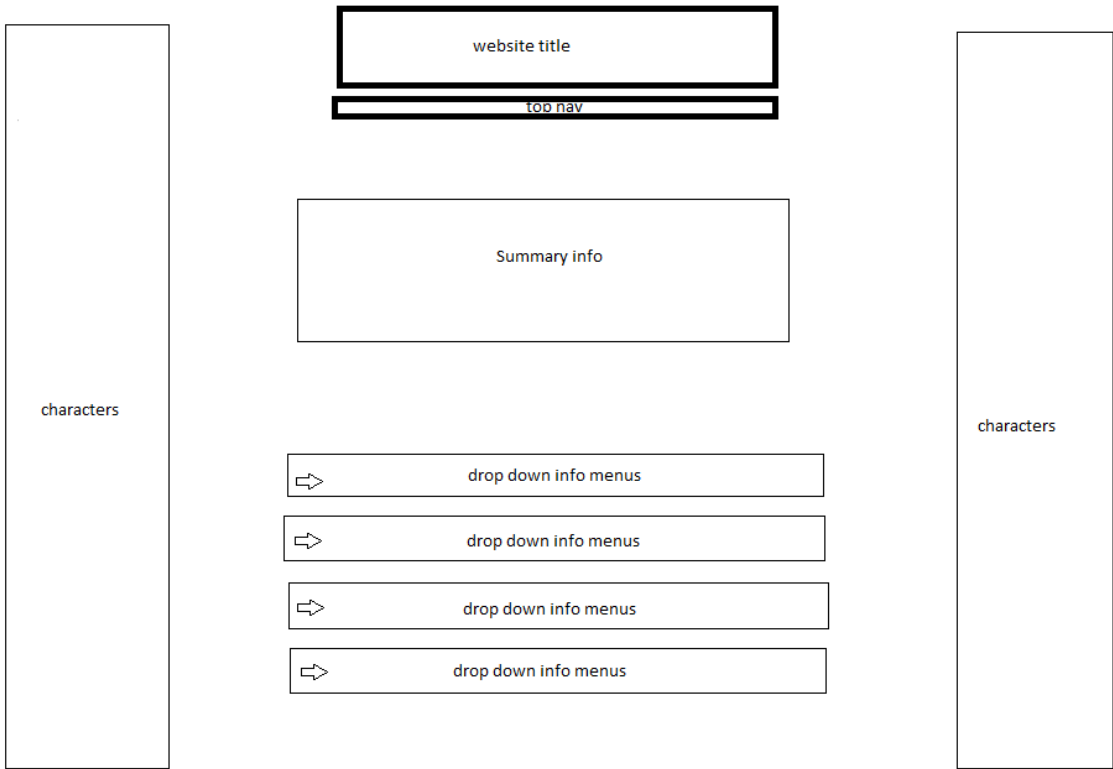 website title
top nav
Summary info
characters
characters
drop down info menus
drop down info menus
drop down info menus
drop down info menus